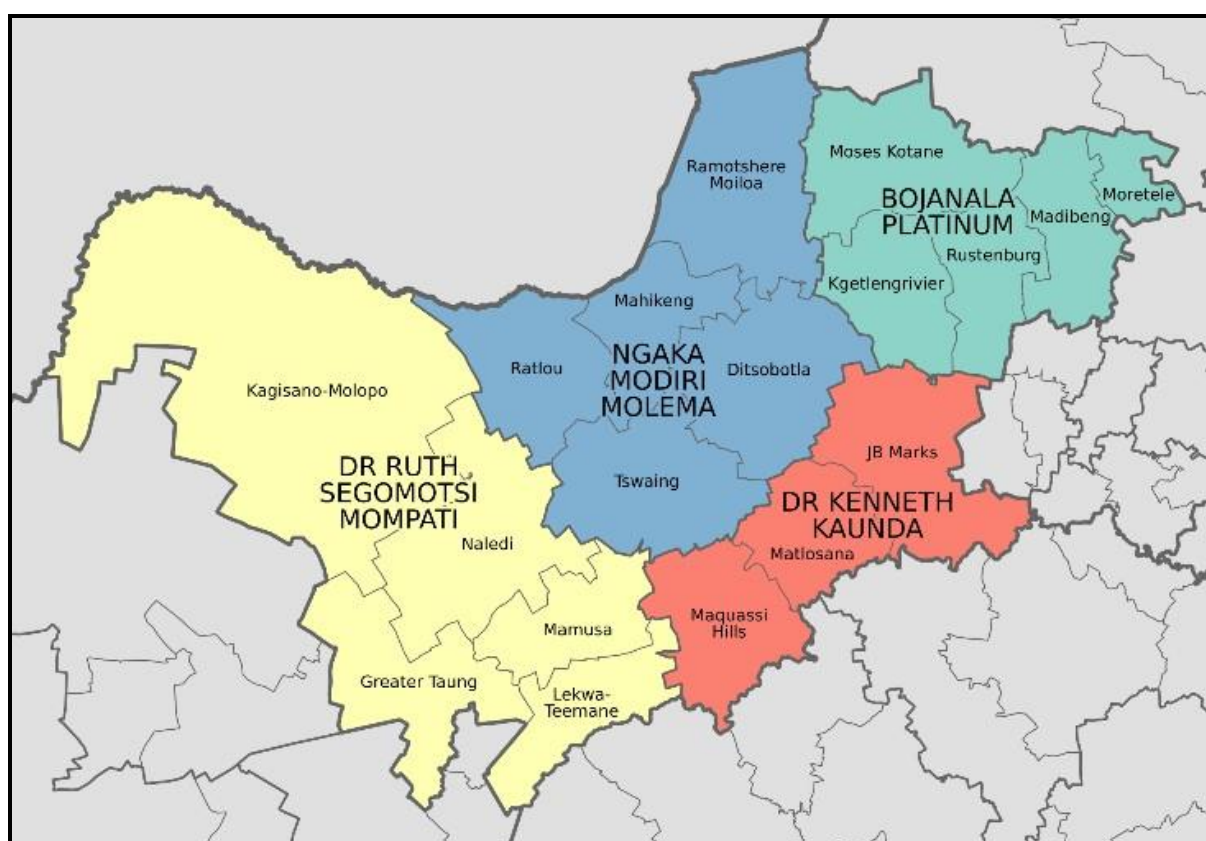 Ramotshere
Moiloa
Moses Kotane
Moretele
BOJANALA
PLATINUM
Madibeng
Rustenburg
Kgetlengrivier
Mahikeng
Ratlou
NGAKA
MODIRI
MOLEMA
Ditsobotla
Kagisano-Molopo
JB Marks
DR RUTH
SEGOMOTSI
MOMPATI
Tswaing
DR KENNETH
KAUNDA
Naledi
Matlosana
Maquassi
Hills
Mamusa
Greater Taung
Lekwa-
Teemane